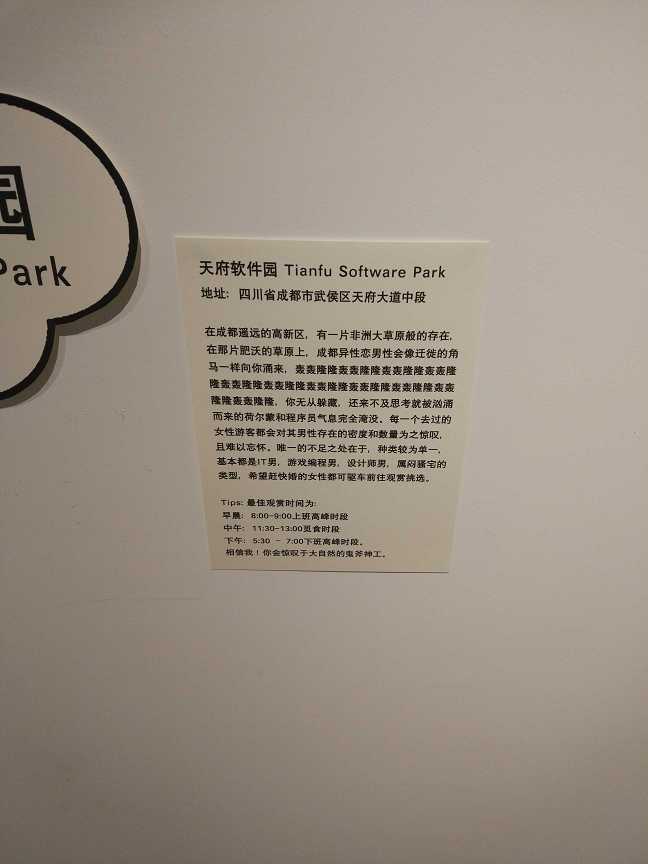 园
Park
天府软件园 Tianfu Software Park
地址：四川省成都市武侯区天府大道中段
在成都遥远的高新区，有一片非洲大草原般的存在，
在那片肥沃的草原上，成都异性恋男性会像迁徙的角
马一样向你涌来，轰轰隆隆轰轰隆隆轰轰隆隆轰轰隆
隆轰轰隆隆轰轰隆隆轰轰隆隆轰轰隆隆轰轰隆隆轰轰
隆隆轰轰隆隆，你无从躲藏，还来不及思考就被汹涌
而来的荷尔蒙和程序员气息完全淹没。每一个去过的
女性游客都会对其男性存在的密度和数量为之惊叹，
且难以忘怀。唯一的不足之处在于，种类较为单一，
基本都是IT男，游戏编程男，设计师男，属闷骚宅的
类型，希望赶快婚的女性都可驱车前往观赏挑选。
Tips: 最佳观赏时间为:
早晨： 8:00-9:00上班高峰时段
中午： 11:30-13:00觅食时段
下午： 5:30 - 7:00下班高峰时段。
相信我！你会惊叹于大自然的鬼斧神工。